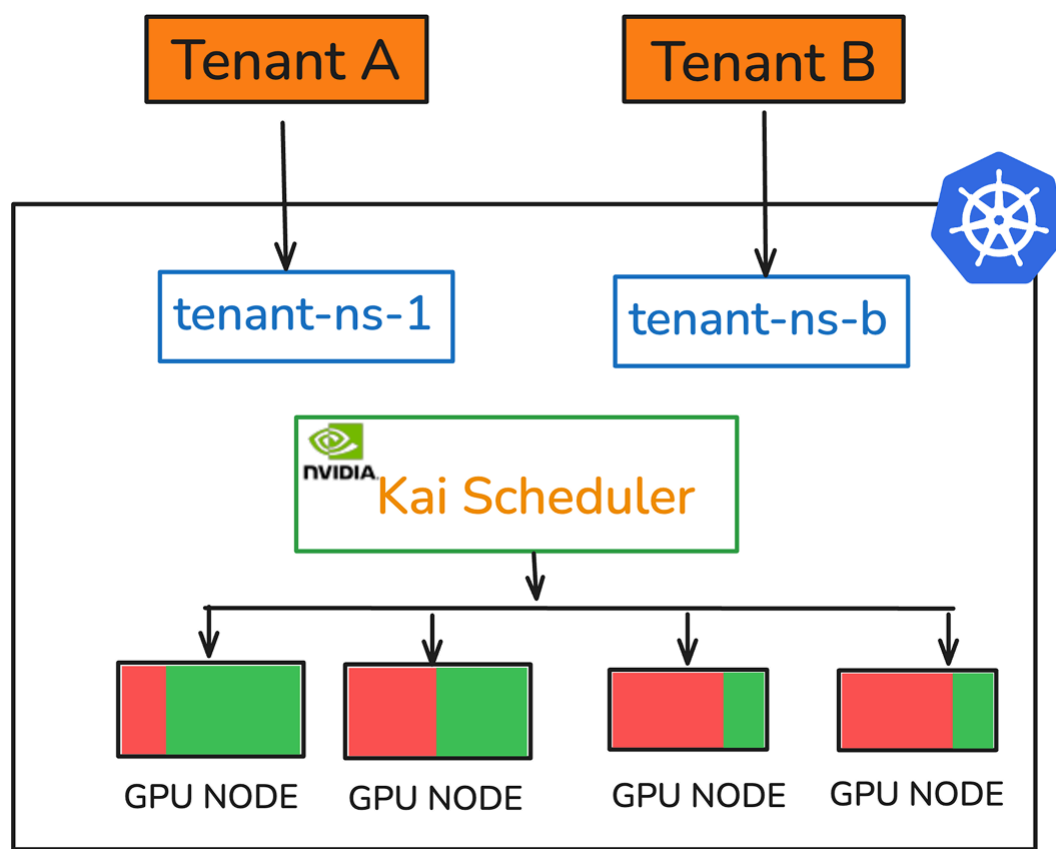 Tenant A
Tenant B
tenant-ns-1
tenant-ns-b
NVIDIA.
Kai Scheduler
GPU NODE
GPU NODE
GPU NODE
GPU NODE